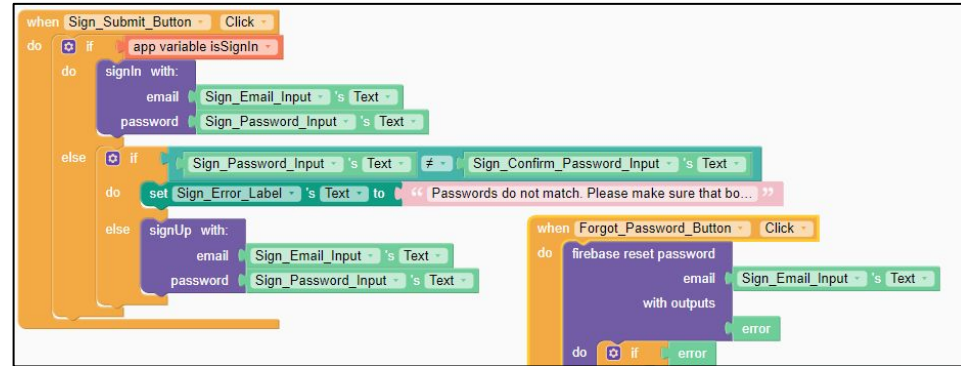 when Sign_Submit_Button Click
do if app variable isSignIn
do signIn with:
email Sign_Email_Input 's Text
password Sign_Password_Input 's Text
else if Sign_Password_Input 's Text ≠ Sign_Confirm_Password_Input 's Text
do set Sign_Error_Label 's Text to “ Passwords do not match. Please make sure that bo... ”
else signUp with:
email Sign_Email_Input 's Text
password Sign_Password_Input 's Text
when Forgot_Password_Button Click
do firebase reset password
email Sign_Email_Input 's Text
with outputs
error
do if error